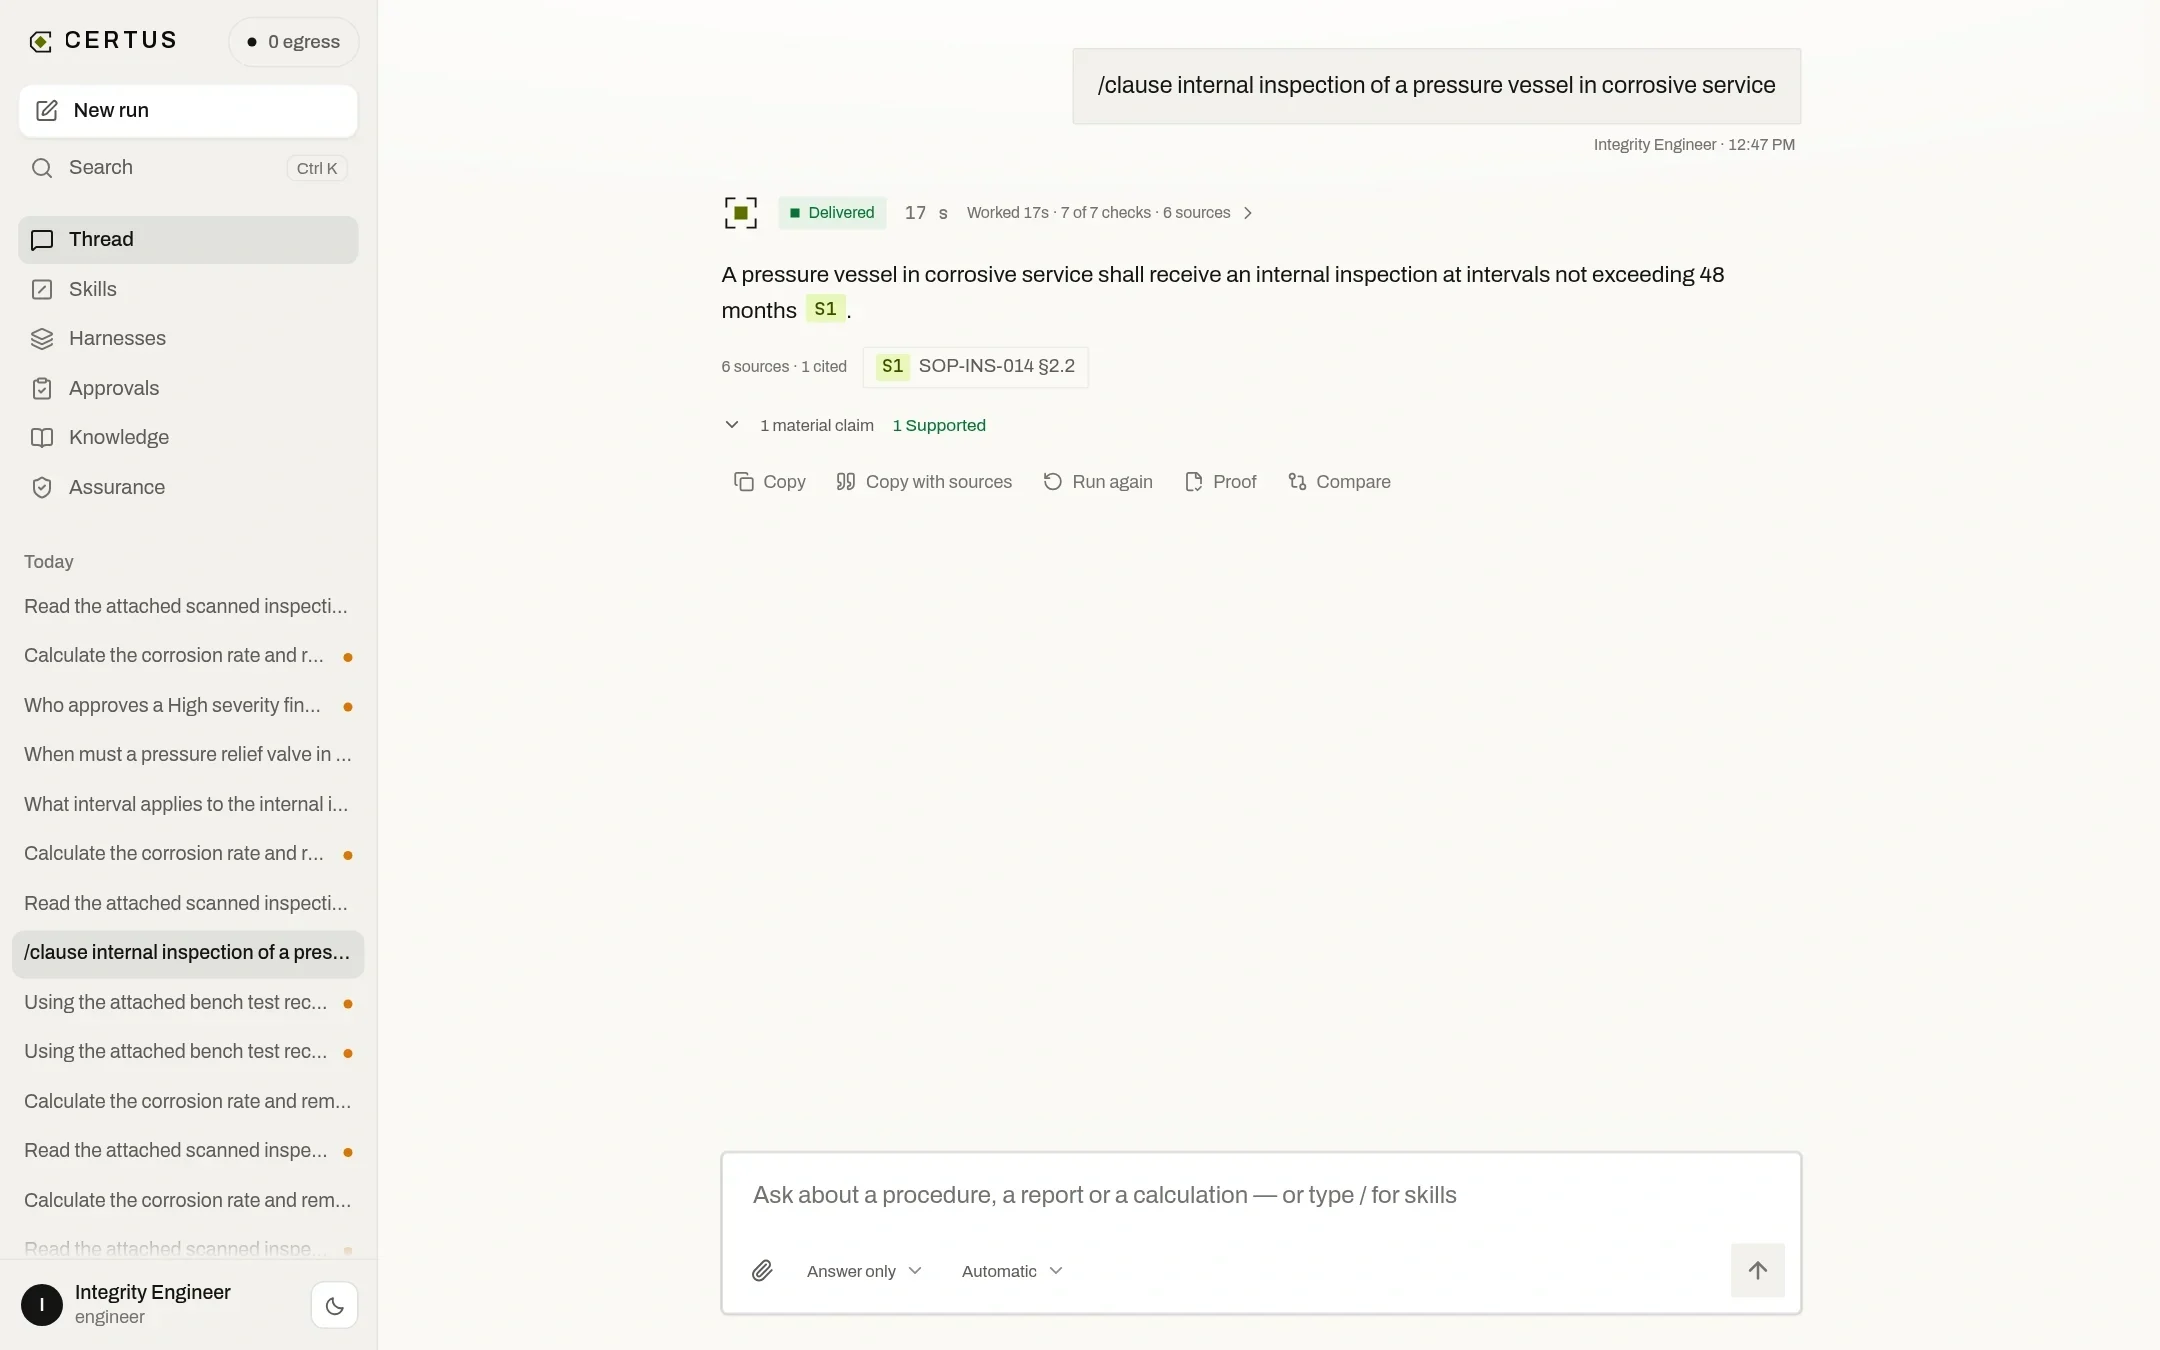 CERTUS
0 egress
New run
Search
Ctrl K
Thread
Skills
Harnesses
Approvals
Knowledge
Assurance
Today
Read the attached scanned inspecti...
Calculate the corrosion rate and r...
Who approves a High severity fin...
When must a pressure relief valve in ...
What interval applies to the internal i...
Calculate the corrosion rate and r...
Read the attached scanned inspecti...
/clause internal inspection of a pres...
Using the attached bench test rec...
Using the attached bench test rec...
Calculate the corrosion rate and rem...
Read the attached scanned inspe...
Calculate the corrosion rate and rem...
Read the attached scanned inspe...
I
Integrity Engineer
engineer
/clause internal inspection of a pressure vessel in corrosive service
Integrity Engineer · 12:47 PM
Delivered
17 s
Worked 17s · 7 of 7 checks · 6 sources
A pressure vessel in corrosive service shall receive an internal inspection at intervals not exceeding 48
months S1.
6 sources · 1 cited
S1 SOP-INS-014 §2.2
1 material claim
1 Supported
Copy
Copy with sources
Run again
Proof
Compare
Ask about a procedure, a report or a calculation — or type / for skills
Answer only
Automatic